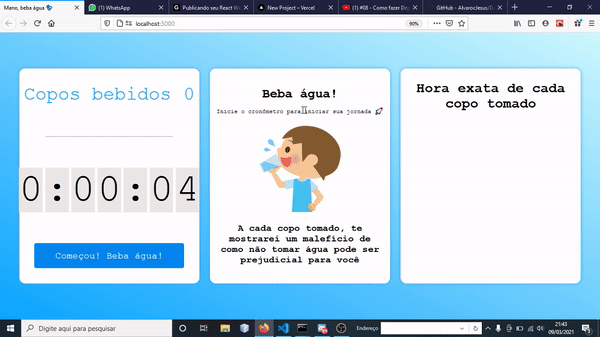 Mano, beba água
(1) WhatsApp
Publicando seu React W
New Project – Vercel
(1) #08 - Como fazer De
GitHub - Alvaroclesus/D
localhost:3000
90%
Copos bebidos 0
0:00:04
Começou! Beba água!
Beba água!
Inicie o cronômetro para iniciar sua jornada
A cada copo tomado, te
mostrarei um malefício de
como não tomar água pode ser
prejudicial para você
Hora exata de cada
copo tomado
Digite aqui para pesquisar
Endereço
21:43
09/03/2021